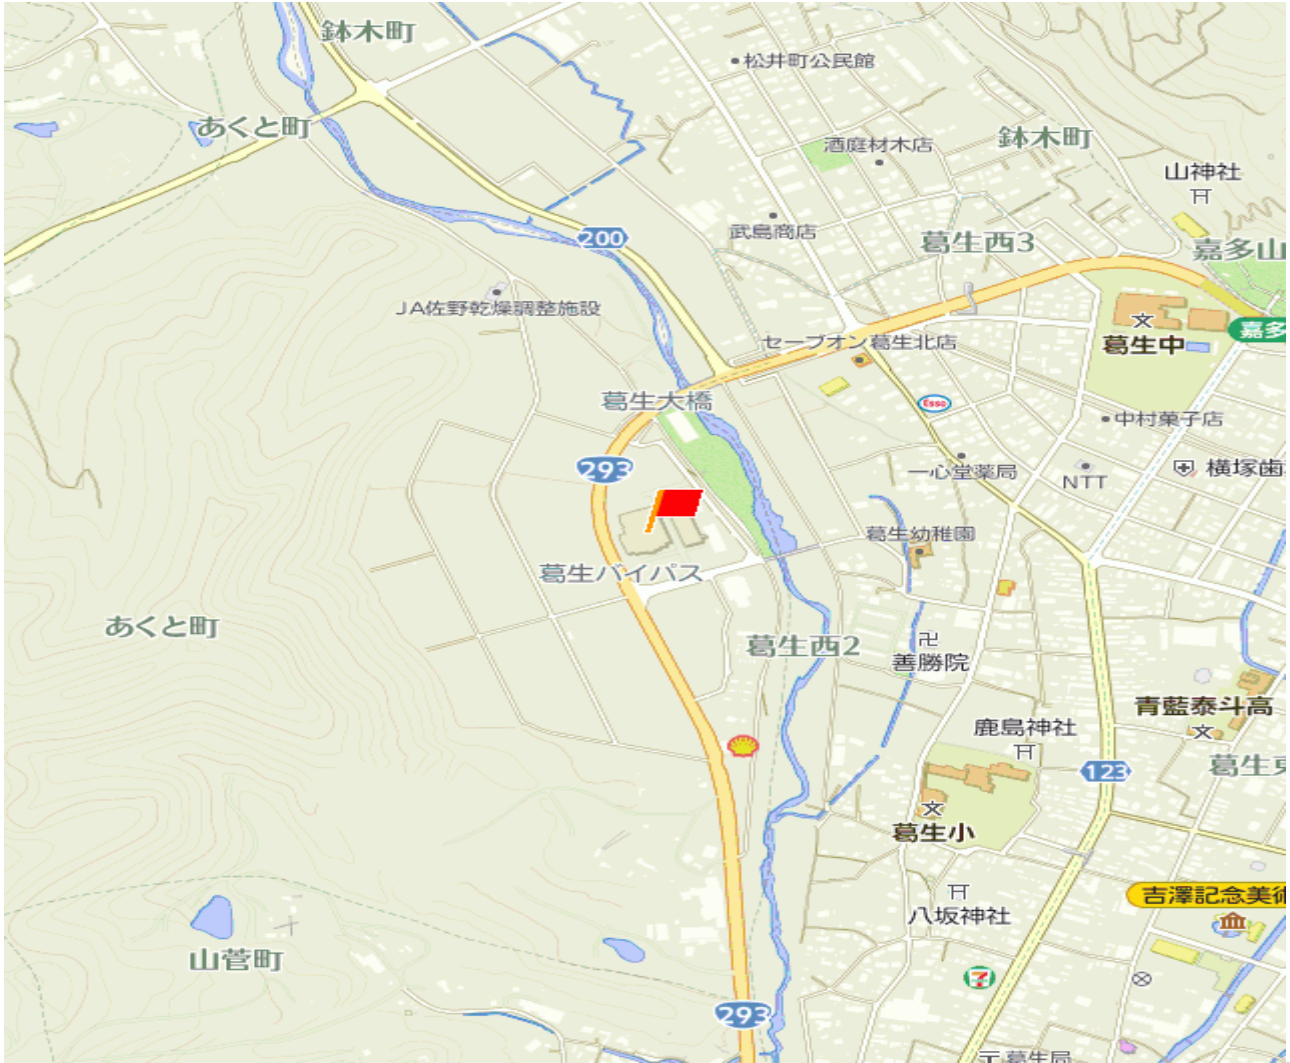 鉢木町
松井町公民館
あくと町
酒庭材木店
鉢木町
山神社
武島商店
200
葛生西3
嘉多山
JA佐野乾燥調整施設
嘉多
セーブオン葛生北店
葛生中
葛生大橋
Esso
中村菓子店
293
一心堂薬局
NTT
横塚歯
葛生幼稚園
葛生バイパス
あくと町
葛生西2
善勝院
青藍泰斗高
鹿島神社
葛生東
123
葛生小
吉澤記念美術
八坂神社
山菅町
7
293
葛生局